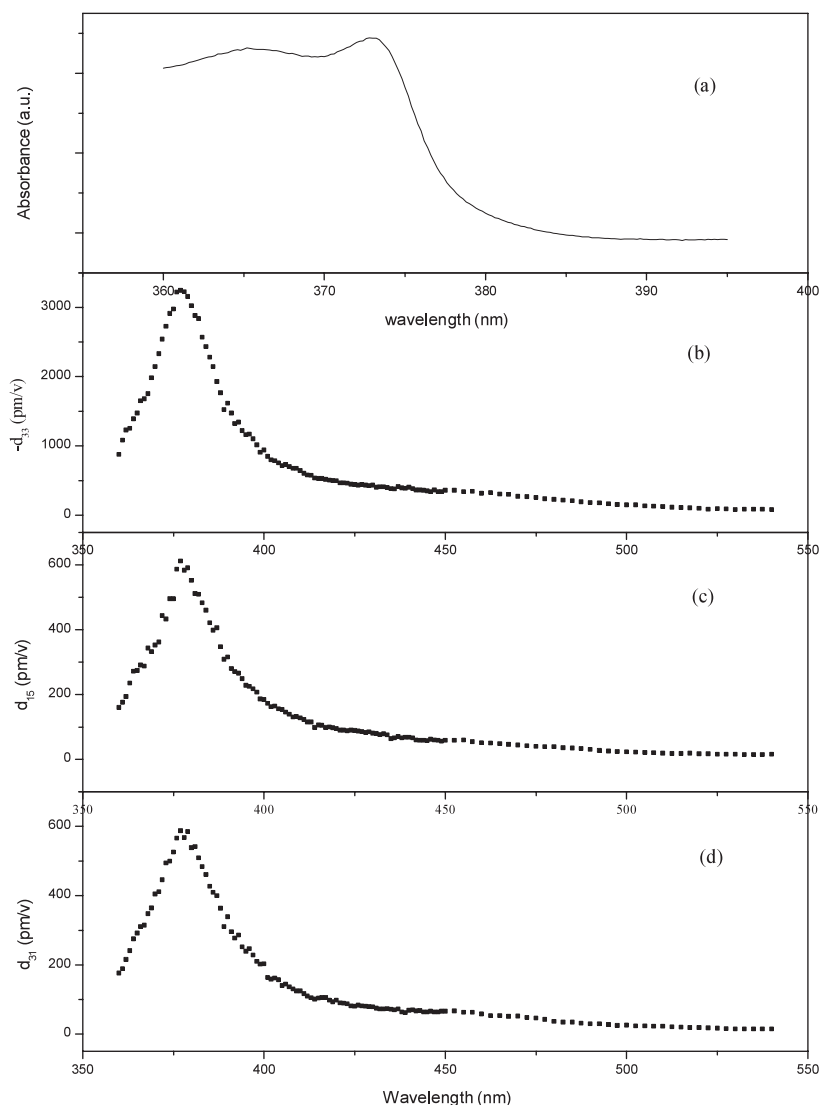 Absorbance (a.u.)
(a)
360 370 380 390 400
wavelength (nm)
-d33 (pm/v)
3000
2000
1000
0
(b)
350 400 450 500 550
d15 (pm/v)
600
400
200
0
(c)
350 400 450 500 550
d31 (pm/v)
600
400
200
0
(d)
350 400 450 500 550
Wavelength (nm)